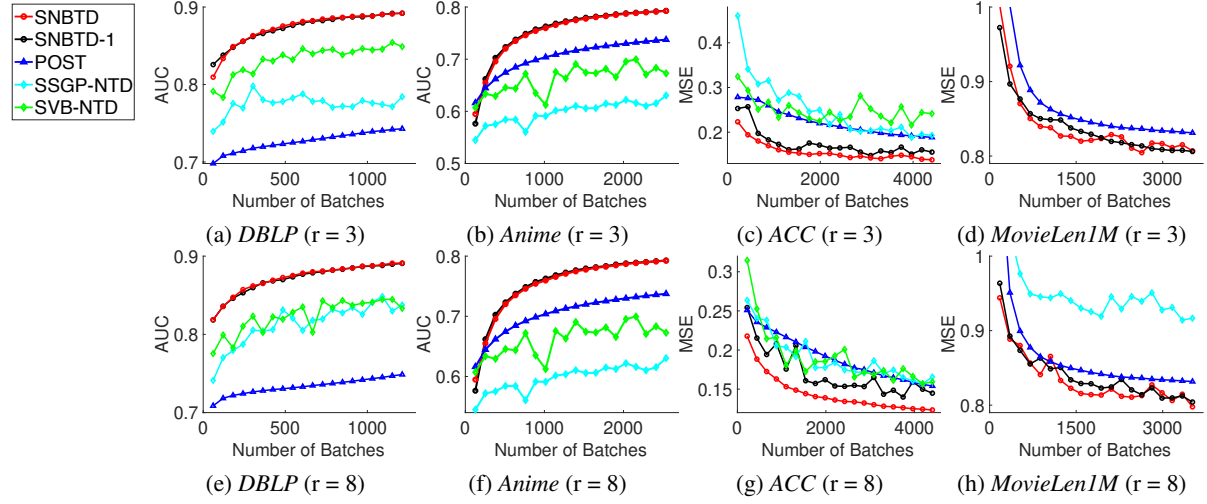 SNBTD
SNBTD-1
POST
SSGP-NTD
SVB-NTD
AUC
0.9
0.8
0.7
0 500 1000
Number of Batches
(a) DBLP (r = 3)
AUC
0.8
0.7
0.6
0.5
0 1000 2000
Number of Batches
(b) Anime (r = 3)
MSE
0.4
0.3
0.2
0 2000 4000
Number of Batches
(c) ACC (r = 3)
MSE
1
0.9
0.8
0 1500 3000
Number of Batches
(d) MovieLen1M (r = 3)
AUC
0.9
0.8
0.7
0 500 1000
Number of Batches
(e) DBLP (r = 8)
AUC
0.8
0.7
0.6
0 1000 2000
Number of Batches
(f) Anime (r = 8)
MSE
0.3
0.25
0.2
0.15
0 2000 4000
Number of Batches
(g) ACC (r = 8)
MSE
1
0.9
0.8
0 1500 3000
Number of Batches
(h) MovieLen1M (r = 8)